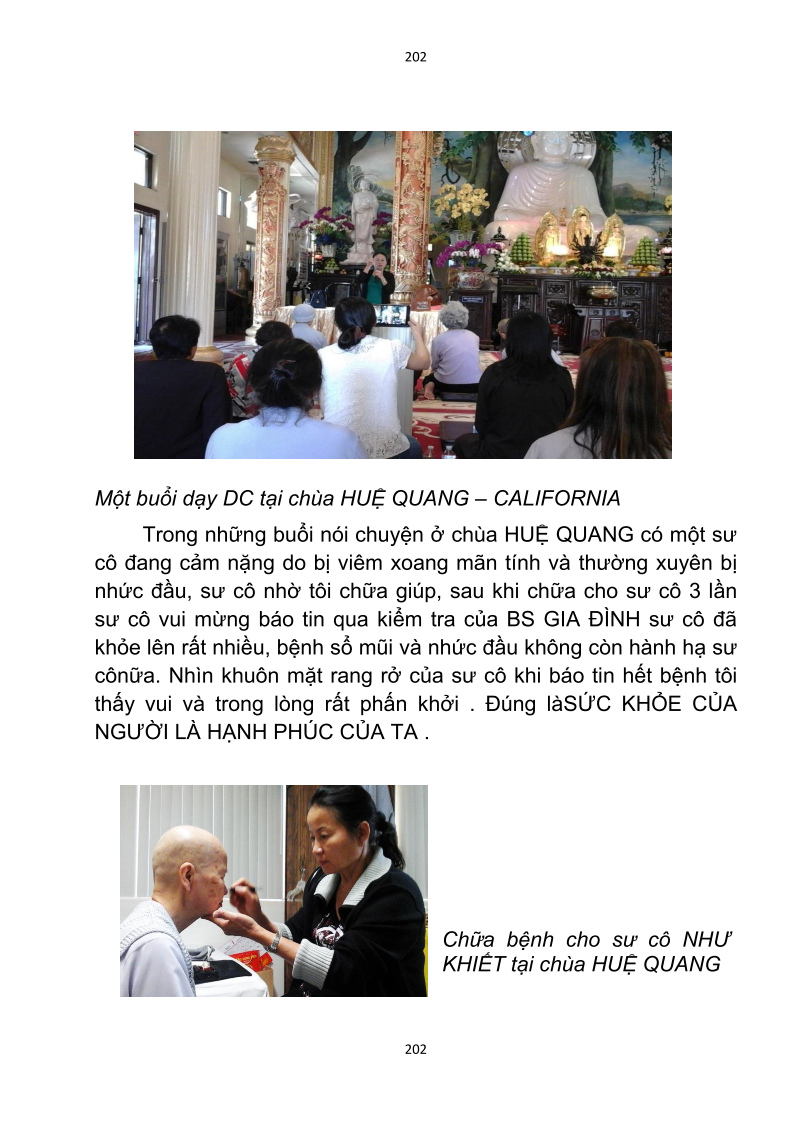 202
Một buổi dạy DC tại chùa HUỆ QUANG – CALIFORNIA
Trong những buổi nói chuyện ở chùa HUỆ QUANG có một sư
cô đang cảm nặng do bị viêm xoang mãn tính và thường xuyên bị
nhức đầu, sư cô nhờ tôi chữa giúp, sau khi chữa cho sư cô 3 lần
sư cô vui mừng báo tin qua kiểm tra của BS GIA ĐÌNH sư cô đã
khỏe lên rất nhiều, bệnh sổ mũi và nhức đầu không còn hành hạ sư
cônữa. Nhìn khuôn mặt rang rở của sư cô khi báo tin hết bệnh tôi
thấy vui và trong lòng rất phấn khởi . Đúng làSỨC KHỎE CỦA
NGƯỜI LÀ HẠNH PHÚC CỦA TA .
Chữa bệnh cho sư cô NHƯ
KHIẾT tại chùa HUỆ QUANG
202